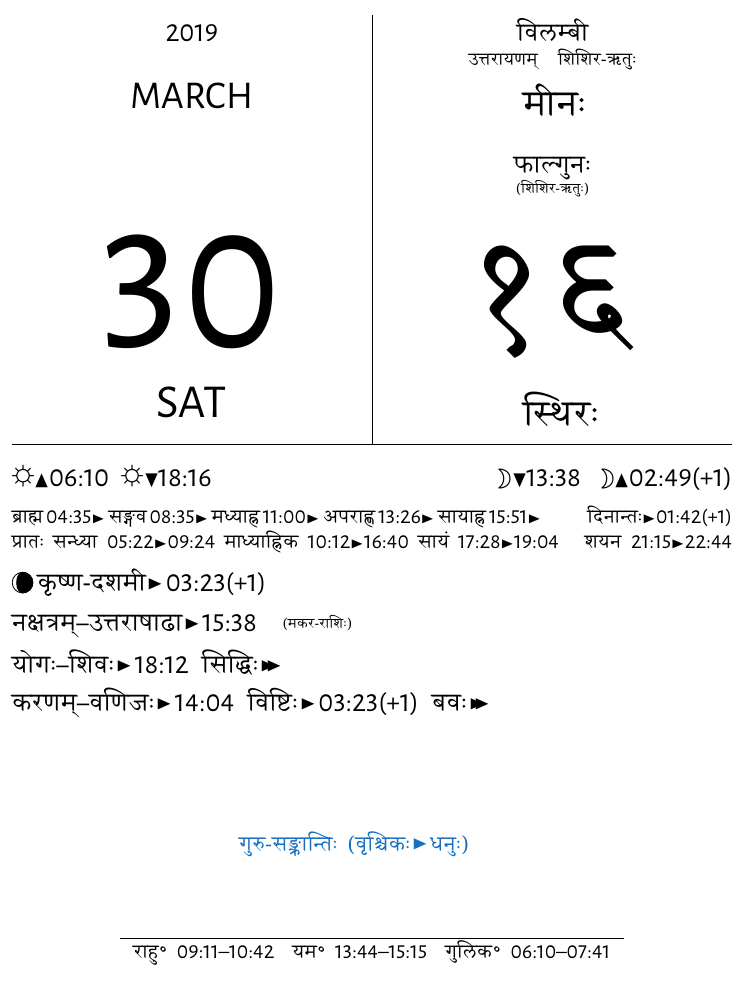 2019
MARCH
30
SAT
विलम्बी
उत्तरायणम् शिशिर-ऋतुः
मीनः
फाल्गुनः
(शिशिर-ऋतुः)
१६
स्थिरः
☼▲06:10 ☼▼18:16 ☽▼13:38 ☽▲02:49(+1)
ब्राह्म 04:35► सङ्गव 08:35► मध्याह्न 11:00► अपराह्ण 13:26► सायाह्न 15:51► दिनान्तः►01:42(+1)
प्रातः सन्ध्या 05:22►09:24 माध्याह्निक 10:12►16:40 सायं 17:28►19:04 शयन 21:15►22:44
कृष्ण-दशमी► 03:23(+1)
नक्षत्रम्–उत्तराषाढा►15:38 (मकर-राशिः)
योगः–शिवः►18:12 सिद्धिः►►
करणम्–वणिजः►14:04 विष्टिः►03:23(+1) बवः►►
गुरु-सङ्क्रान्तिः (वृश्चिकः►धनुः)
राहु॰ 09:11–10:42 यम॰ 13:44–15:15 गुलिक॰ 06:10–07:41